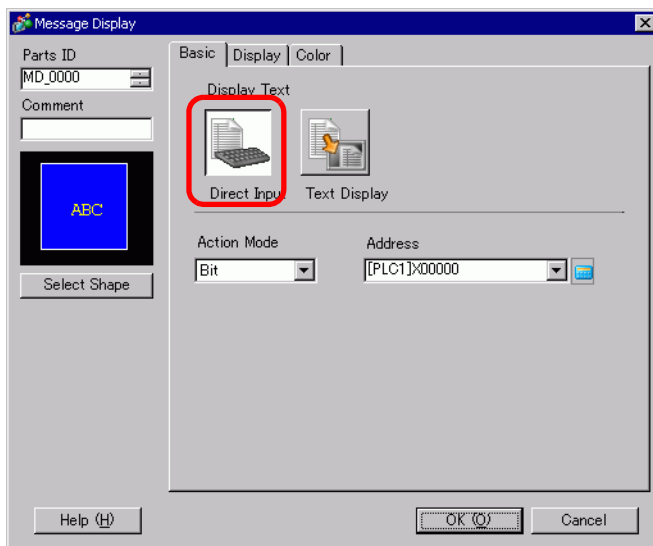 Message Display
Parts ID
MD_0000
Comment
ABC
Select Shape
Basic
Display
Color
Display Text
Direct Input
Text Display
Action Mode
Address
Bit
[PLC1]X00000
Help (H)
OK (O)
Cancel